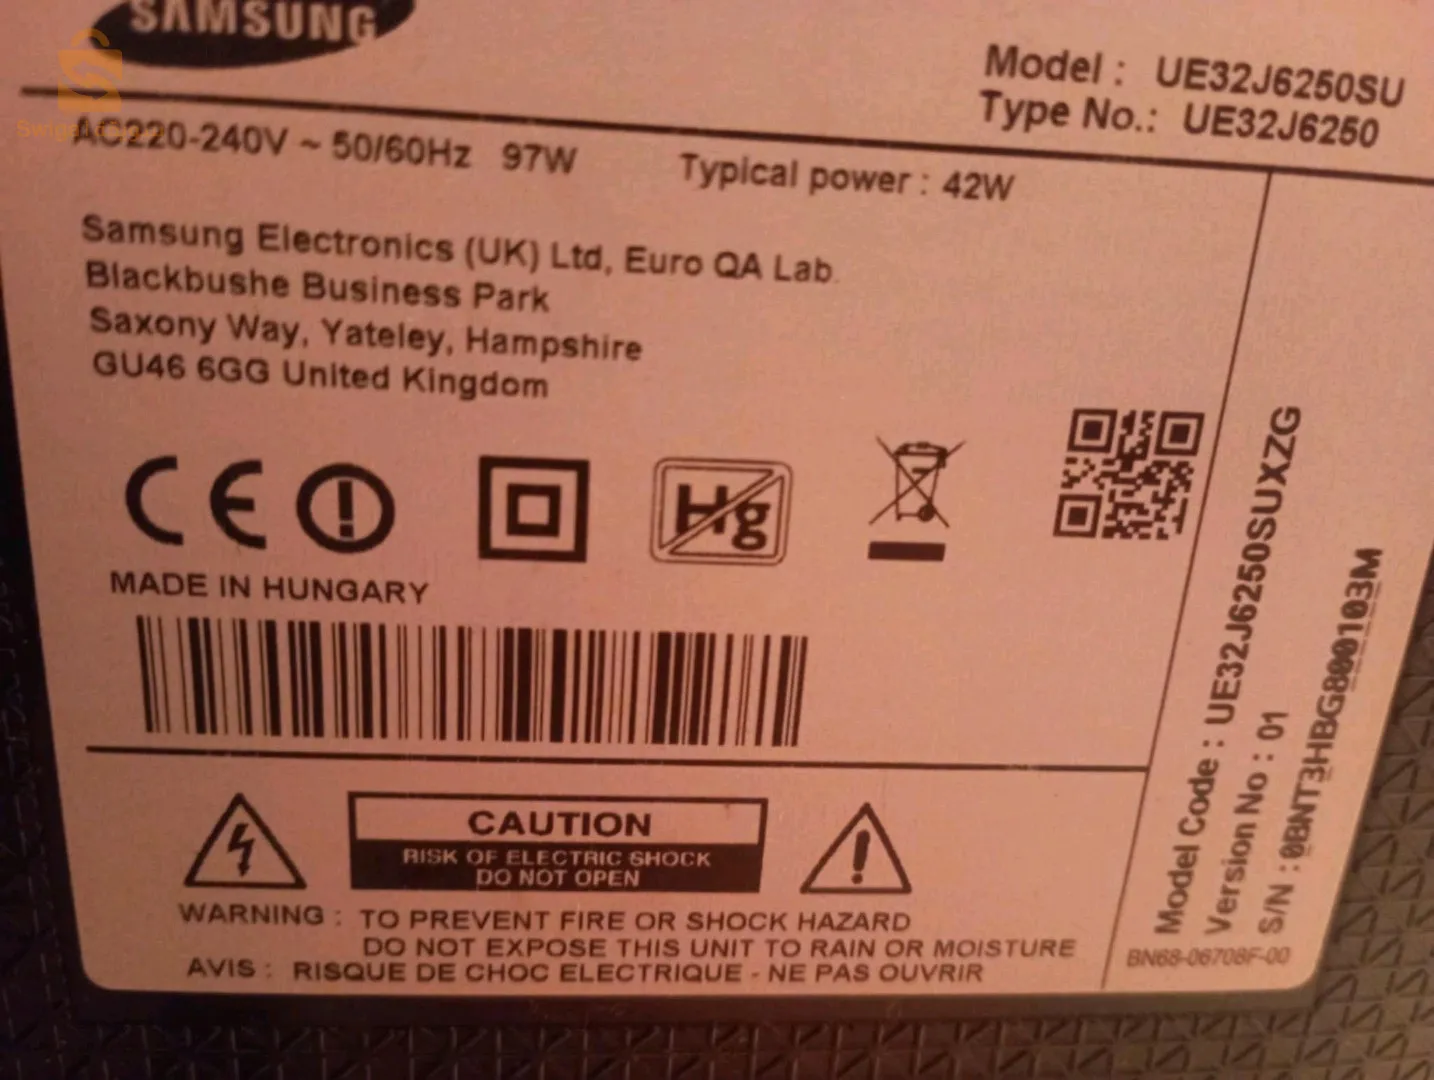 SAMSUNG
Model : UE32J6250SU
Type No.: UE32J6250
AC220-240V ~ 50/60Hz 97W Typical power : 42W
Samsung Electronics (UK) Ltd, Euro QA Lab.
Blackbushe Business Park
Saxony Way, Yateley, Hampshire
GU46 6GG United Kingdom
CE
Hg
MADE IN HUNGARY
CAUTION
RISK OF ELECTRIC SHOCK
DO NOT OPEN
WARNING : TO PREVENT FIRE OR SHOCK HAZARD
DO NOT EXPOSE THIS UNIT TO RAIN OR MOISTURE
AVIS : RISQUE DE CHOC ELECTRIQUE - NE PAS OUVRIR
Model Code : UE32J6250SUXZG
Version No : 01
S/N : 0BNT3HBG800103M
BN68-06708F-00